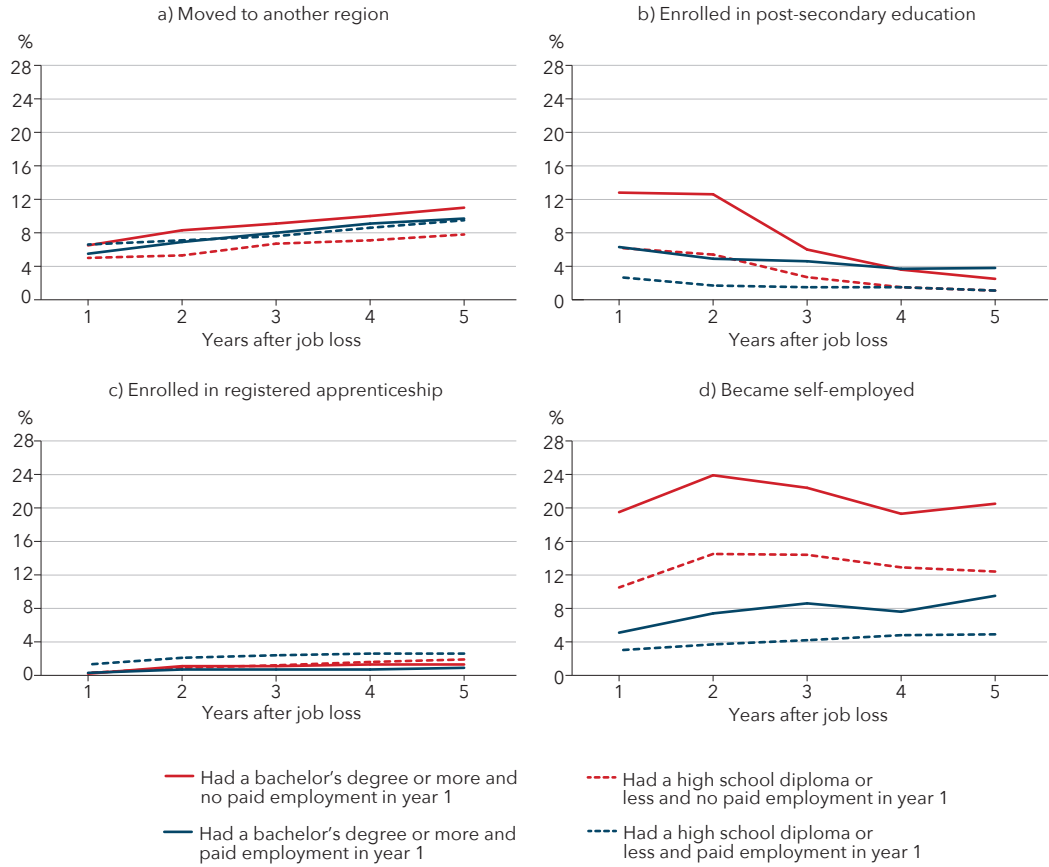 a) Moved to another region
%
28
24
20
16
12
8
4
0
1 2 3 4 5
Years after job loss
b) Enrolled in post-secondary education
%
28
24
20
16
12
8
4
0
1 2 3 4 5
Years after job loss
c) Enrolled in registered apprenticeship
%
28
24
20
16
12
8
4
0
1 2 3 4 5
Years after job loss
d) Became self-employed
%
28
24
20
16
12
8
4
0
1 2 3 4 5
Years after job loss
Had a bachelor’s degree or more and
no paid employment in year 1
Had a bachelor’s degree or more and
paid employment in year 1
Had a high school diploma or
less and no paid employment in year 1
Had a high school diploma or
less and paid employment in year 1